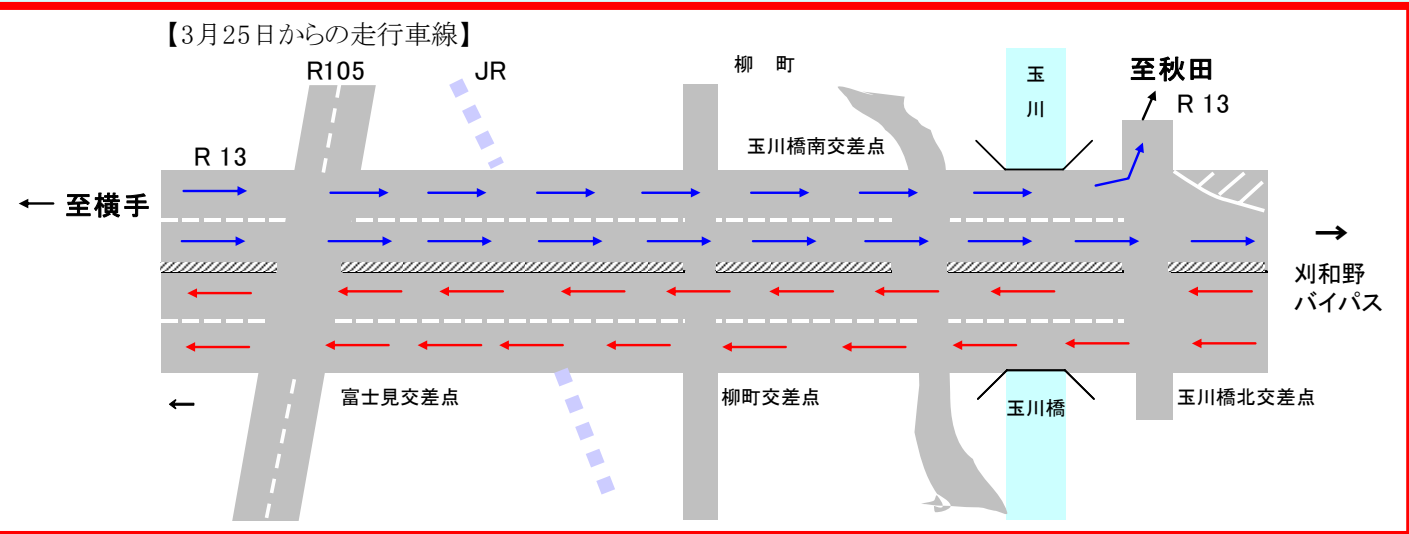 【3月25日からの走行車線】
R105
JR
柳 町
玉
川
至秋田
R 13
玉川橋南交差点
R 13
← 至横手
→
刈和野
バイパス
←
富士見交差点
柳町交差点
玉川橋
玉川橋北交差点